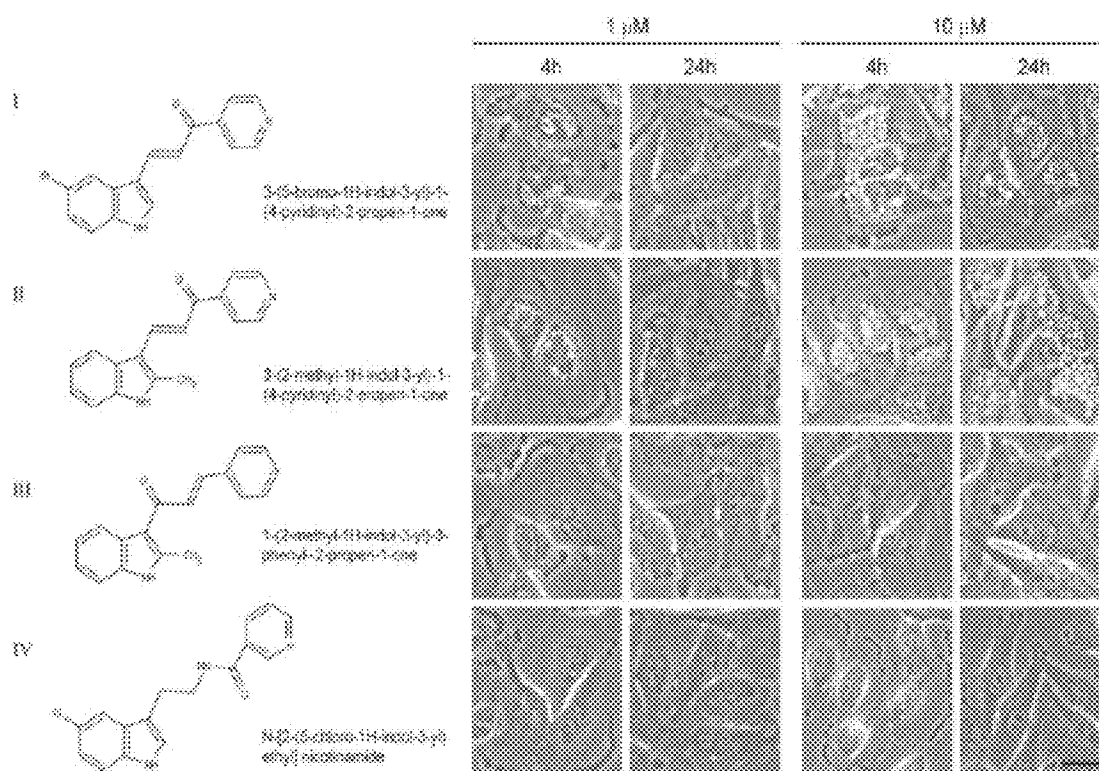 1 µM
10 µM
4h
24h
4h
24h
I
3-(5-bromo-1H-indol-3-yl)-1-
(4-pyridinyl)-2-propen-1-one
II
3-(2-methyl-1H-indol-3-yl)-1-
(4-pyridinyl)-2-propen-1-one
III
1-(2-methyl-1H-indol-3-yl)-3-
phenyl-2-propen-1-one
IV
N-[2-(5-chloro-1H-indol-3-yl)
ethyl] nicotinamide